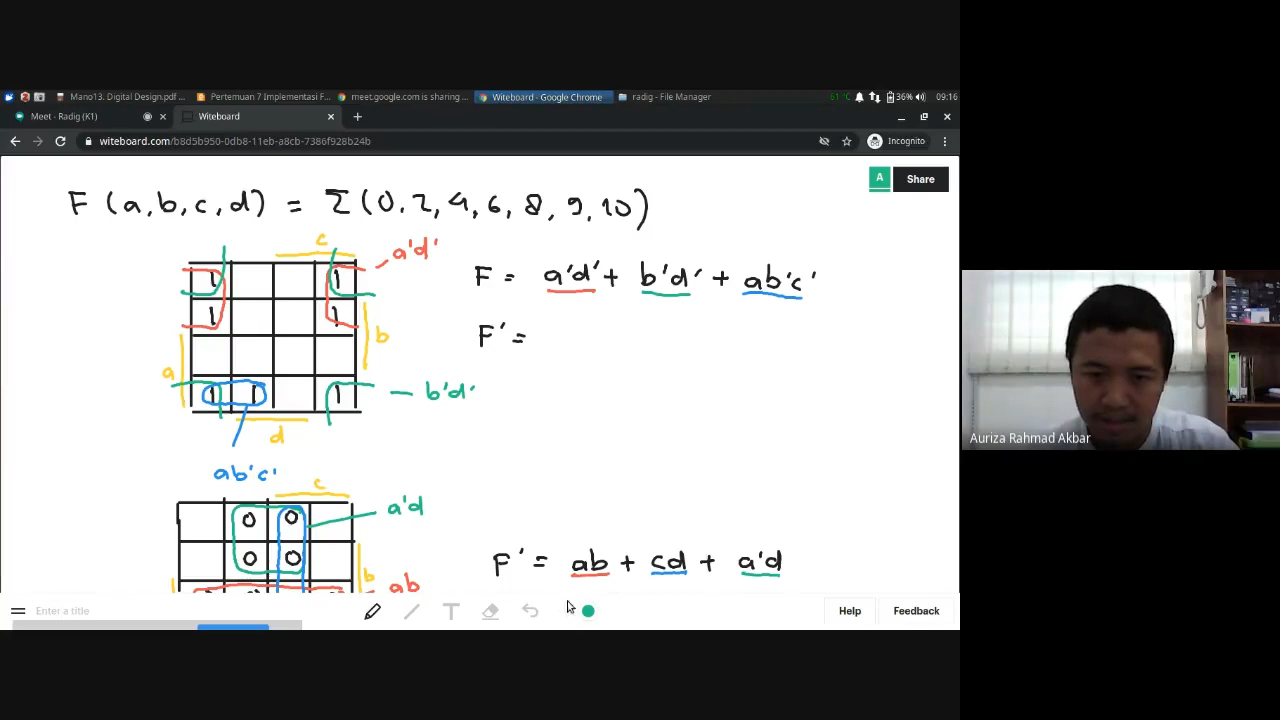 Mano13. Digital Design.pdf ...
Pertemuan 7 Implementasi F...
meet.google.com is sharing ...
Witeboard - Google Chrome
radig - File Manager
61 °C
36%
09:16
Meet - Radig (K1)
Witeboard
witeboard.com/b8d5b950-0db8-11eb-a8cb-7386f928b24b
Incognito
A
Share
F (a,b,c,d) = Σ (0,2,4,6,8,9,10)
c
a'd'
1 1
1 1
b
a
1 1 1
b'd'
d
ab'c'
F = a'd' + b'd' + ab'c'
F' =
c
0 0
a'd
0 0
b
ab
F' = ab + cd + a'd
Enter a title
T
Help
Feedback
Auriza Rahmad Akbar